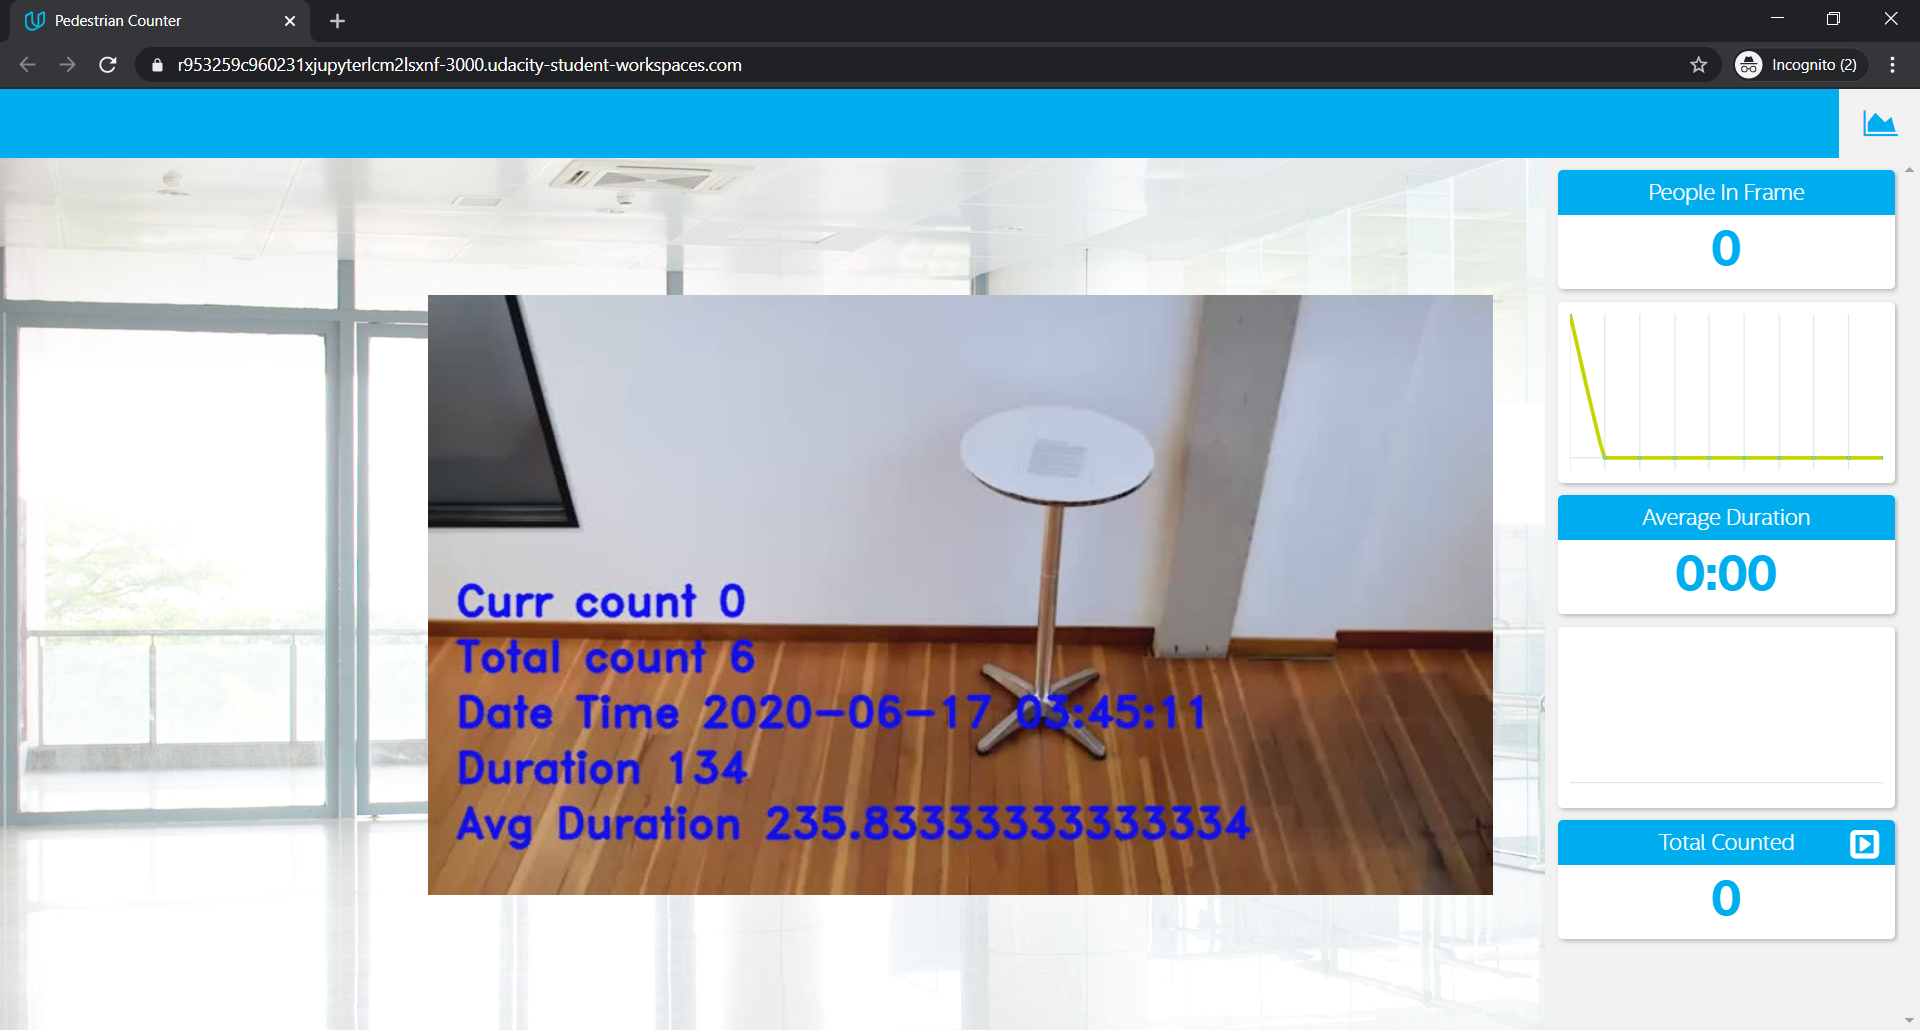 Pedestrian Counter
r953259c960231xjupyterlcm2lsxnf-3000.udacity-student-workspaces.com
Incognito (2)
People In Frame
0
Average Duration
0:00
Total Counted
0
Curr count 0
Total count 6
Date Time 2020-06-17 03:45:11
Duration 134
Avg Duration 235.83333333333334